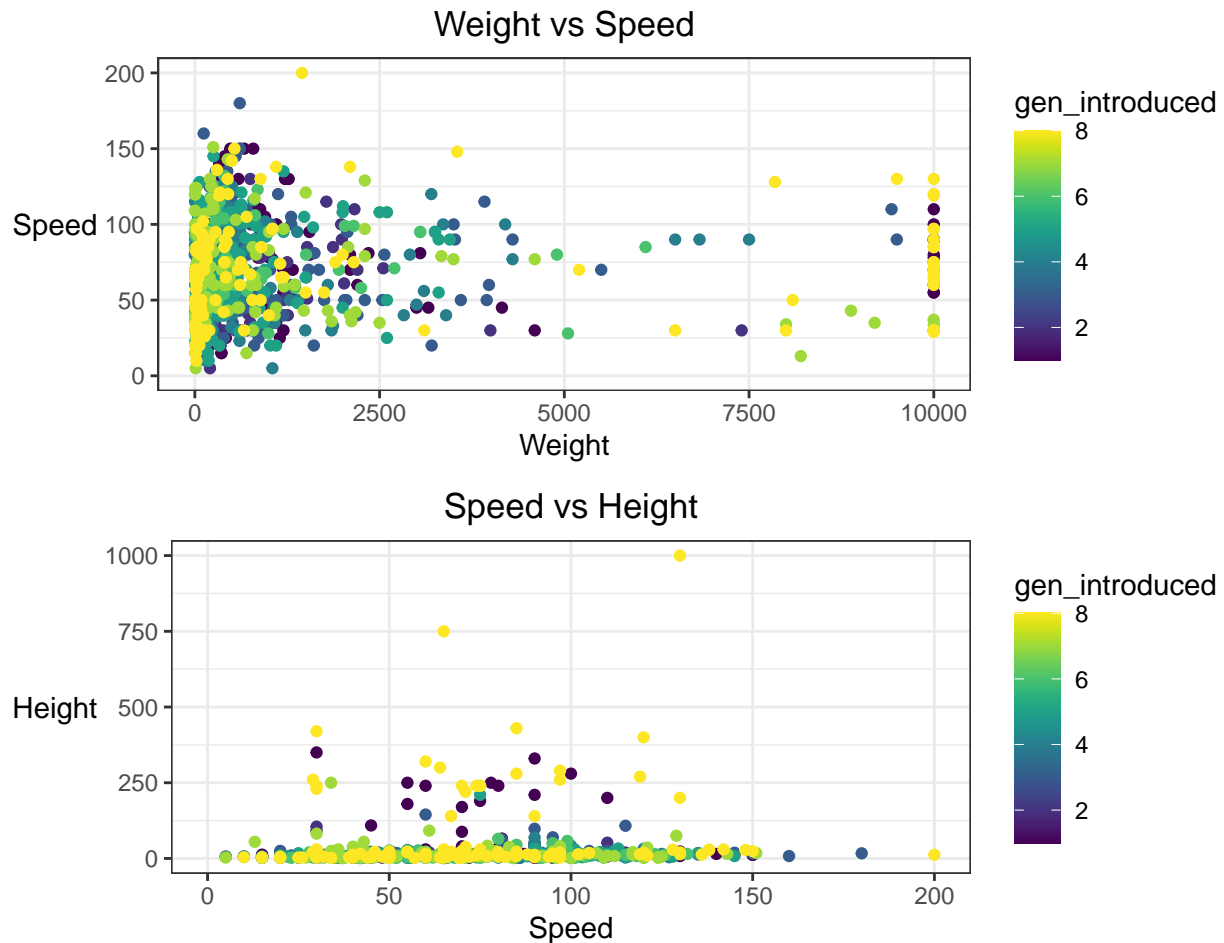 Weight vs Speed
200
150
100
50
0
Speed
0 2500 5000 7500 10000
Weight
gen_introduced
8
6
4
2
Speed vs Height
1000
750
500
250
0
Height
0 50 100 150 200
Speed
gen_introduced
8
6
4
2